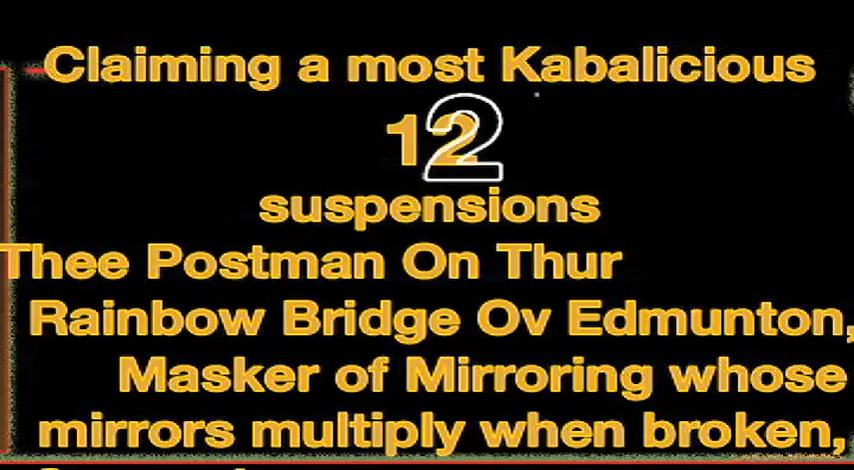 Claiming a most Kabalicious
12
suspensions
Thee Postman On Thur
Rainbow Bridge Ov Edmunton,
Masker of Mirroring whose
mirrors multiply when broken,